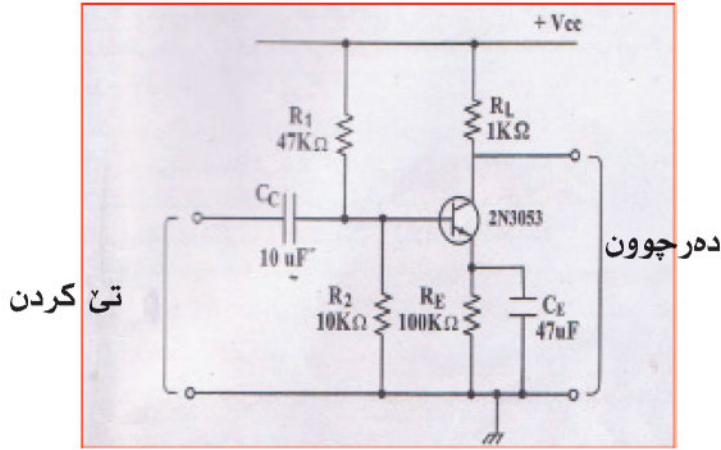 + Vcc
R1
47KΩ
RL
1KΩ
CC
10 uF
2N3053
دەرچوون
تێ کردن
R2
10KΩ
RE
100KΩ
CE
47uF